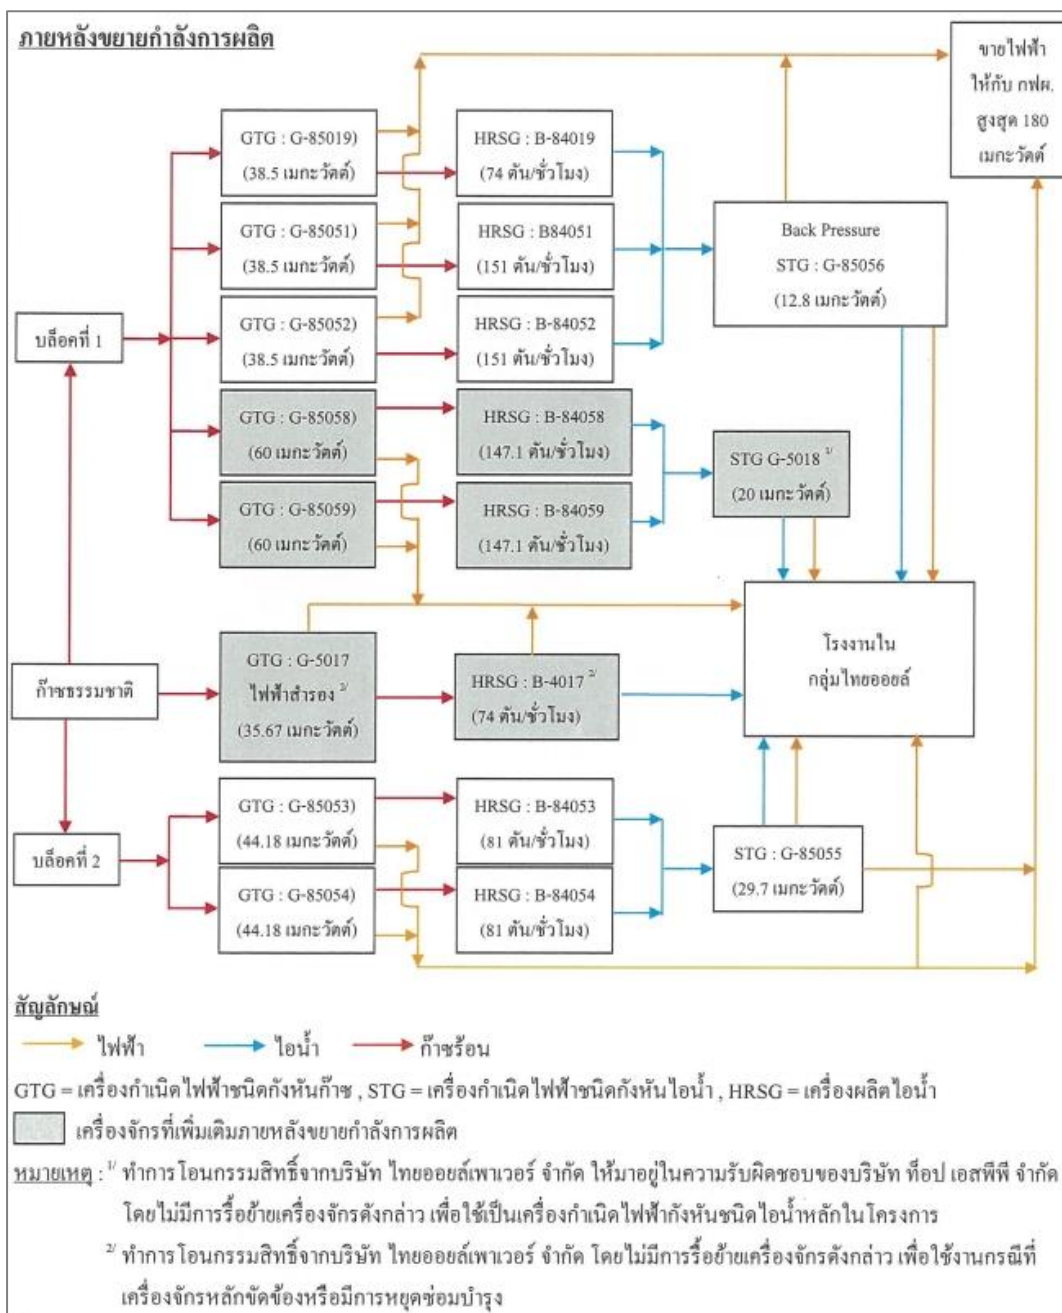 ภายหลังขยายกำลังการผลิต
ขายไฟฟ้า
ให้กับ กฟผ.
สูงสุด 180
เมกะวัตต์
GTG : G-85019)
(38.5 เมกะวัตต์)
HRSG : B-84019
(74 ตัน/ชั่วโมง)
GTG : G-85051)
(38.5 เมกะวัตต์)
HRSG : B84051
(151 ตัน/ชั่วโมง)
Back Pressure
STG : G-85056
(12.8 เมกะวัตต์)
บล็อคที่ 1
GTG : G-85052)
(38.5 เมกะวัตต์)
HRSG : B-84052
(151 ตัน/ชั่วโมง)
GTG : G-85058)
(60 เมกะวัตต์)
HRSG : B-84058
(147.1 ตัน/ชั่วโมง)
STG G-5018 1/
(20 เมกะวัตต์)
GTG : G-85059)
(60 เมกะวัตต์)
HRSG : B-84059
(147.1 ตัน/ชั่วโมง)
ก๊าซธรรมชาติ
GTG : G-5017
ไฟฟ้าสำรอง 2/
(35.67 เมกะวัตต์)
HRSG : B-4017 2/
(74 ตัน/ชั่วโมง)
โรงงานใน
กลุ่มไทยออยล์
บล็อคที่ 2
GTG : G-85053)
(44.18 เมกะวัตต์)
HRSG : B-84053
(81 ตัน/ชั่วโมง)
STG : G-85055
(29.7 เมกะวัตต์)
GTG : G-85054)
(44.18 เมกะวัตต์)
HRSG : B-84054
(81 ตัน/ชั่วโมง)
สัญลักษณ์
ไฟฟ้า ไอน้ำ ก๊าซร้อน
GTG = เครื่องกำเนิดไฟฟ้าชนิดกังหันก๊าซ , STG = เครื่องกำเนิดไฟฟ้าชนิดกังหันไอน้ำ , HRSG = เครื่องผลิตไอน้ำ
เครื่องจักรที่เพิ่มเติมภายหลังขยายกำลังการผลิต
หมายเหตุ : 1/ ทำการโอนกรรมสิทธิ์จากบริษัท ไทยออยล์เพาเวอร์ จำกัด ให้มาอยู่ในความรับผิดชอบของบริษัท ท็อป เอสพีพี จำกัด
โดยไม่มีการรื้อย้ายเครื่องจักรดังกล่าว เพื่อใช้เป็นเครื่องกำเนิดไฟฟ้ากังหันชนิดไอน้ำหลักในโครงการ
2/ ทำการโอนกรรมสิทธิ์จากบริษัท ไทยออยล์เพาเวอร์ จำกัด โดยไม่มีการรื้อย้ายเครื่องจักรดังกล่าว เพื่อใช้งานกรณีที่
เครื่องจักรหลักขัดข้องหรือมีการหยุดซ่อมบำรุง